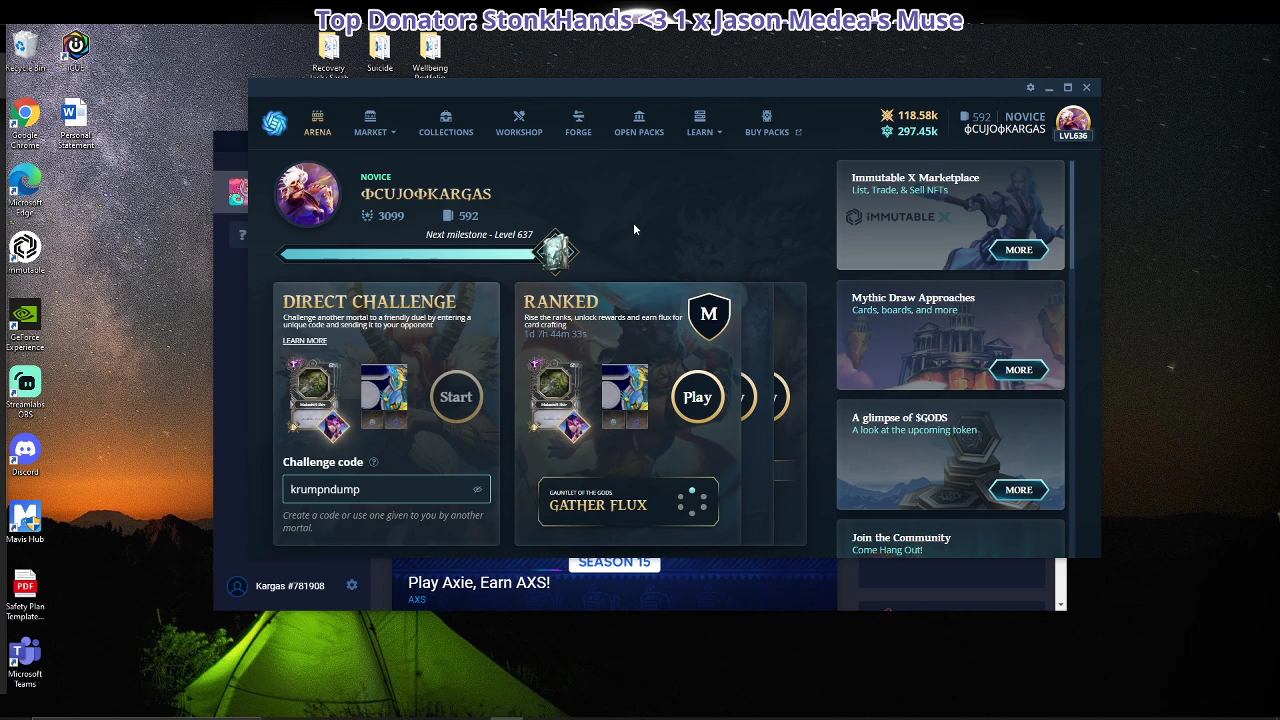 Top Donator: StonkHands <3 1 x Jason Medea's Muse
Recycle Bin
iCUE
Recovery
Suicide
Wellbeing
Portfolio
Google
Chrome
Personal
Statement
Microsoft
Edge
Immutable
GeForce
Experience
Streamlabs
OBS
Discord
Mavis Hub
PDF
Safety Plan
Template...
Microsoft
Teams
ARENA
MARKET
COLLECTIONS
WORKSHOP
FORGE
OPEN PACKS
LEARN
BUY PACKS
118.58k
297.45k
592
NOVICE
ϕCUJOϕKARGAS
LVL636
NOVICE
ΦCUJOΦKARGAS
3099
592
Next milestone - Level 637
DIRECT CHALLENGE
Challenge another mortal to a friendly duel by entering a
unique code and sending it to your opponent
LEARN MORE
Start
Challenge code
?
krumpndump
Create a code or use one given to you by another
mortal.
RANKED
Rise the ranks, unlock rewards and earn flux for
card crafting
1d 7h 44m 33s
M
Play
GAUNTLET OF THE GODS
GATHER FLUX
Immutable X Marketplace
List, Trade, & Sell NFTs
IMMUTABLE X
MORE
Mythic Draw Approaches
Cards, boards, and more
MORE
A glimpse of $GODS
A look at the upcoming token
MORE
Join the Community
Come Hang Out!
?
Kargas #781908
SEASON 15
Play Axie, Earn AXS!
AXS